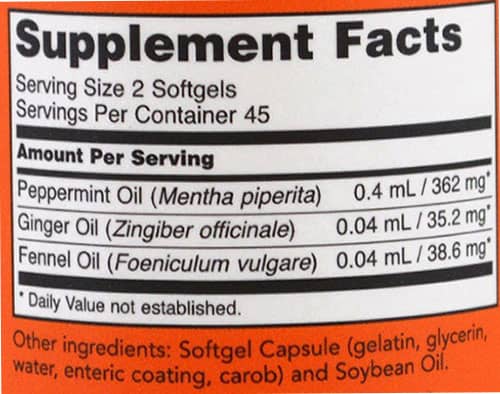 Supplement Facts
Serving Size 2 Softgels
Servings Per Container 45
Amount Per Serving
Peppermint Oil (Mentha piperita) 0.4 mL / 362 mg*
Ginger Oil (Zingiber officinale) 0.04 mL / 35.2 mg*
Fennel Oil (Foeniculum vulgare) 0.04 mL / 38.6 mg*
* Daily Value not established.
Other ingredients: Softgel Capsule (gelatin, glycerin,
water, enteric coating, carob) and Soybean Oil.